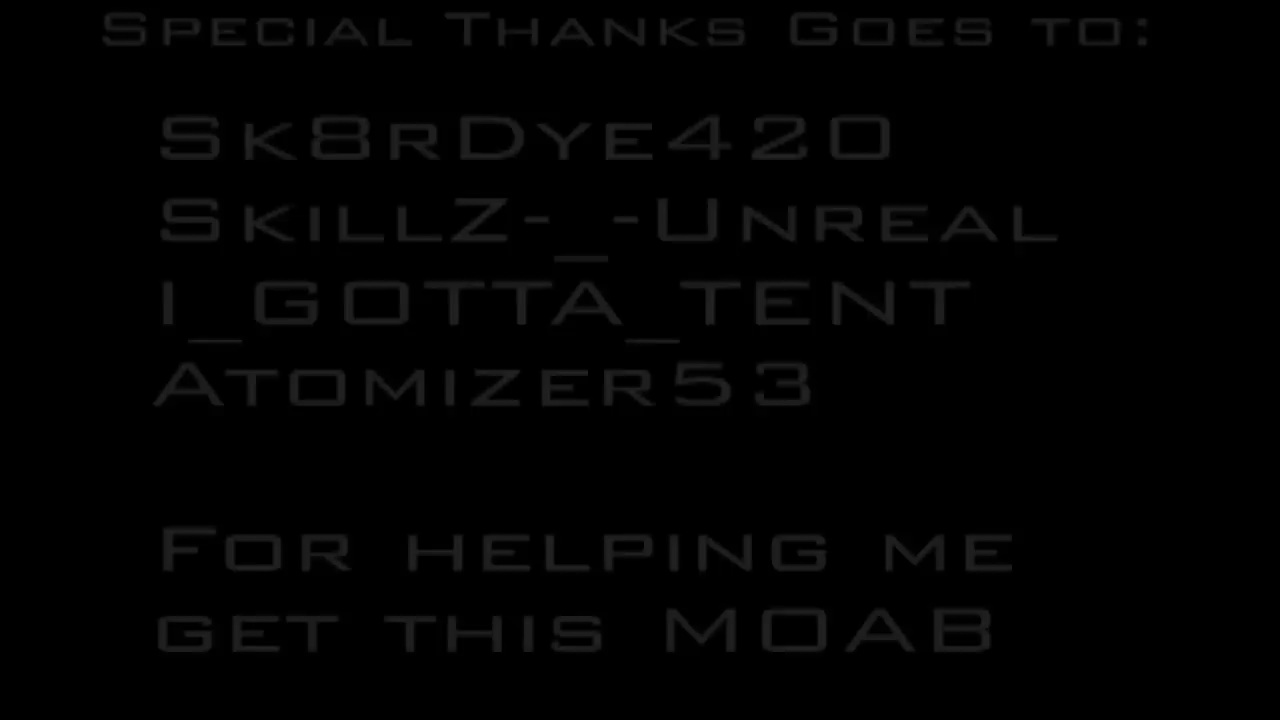 Special Thanks Goes to:
Sk8rDye420
SkillZ-_-Unreal
I_GOTTA_TENT
Atomizer53
For helping me
get this MOAB